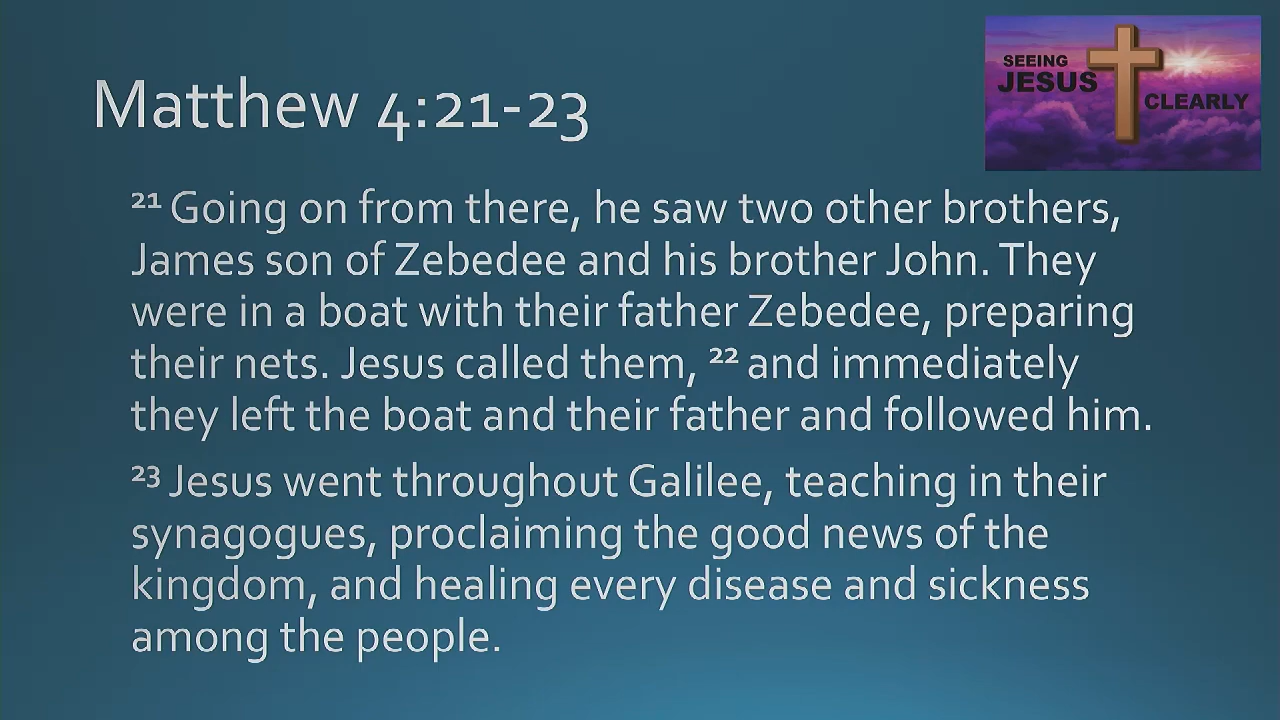 Matthew 4:21-23
SEEING
JESUS
CLEARLY
21 Going on from there, he saw two other brothers,
James son of Zebedee and his brother John. They
were in a boat with their father Zebedee, preparing
their nets. Jesus called them, 22 and immediately
they left the boat and their father and followed him.
23 Jesus went throughout Galilee, teaching in their
synagogues, proclaiming the good news of the
kingdom, and healing every disease and sickness
among the people.